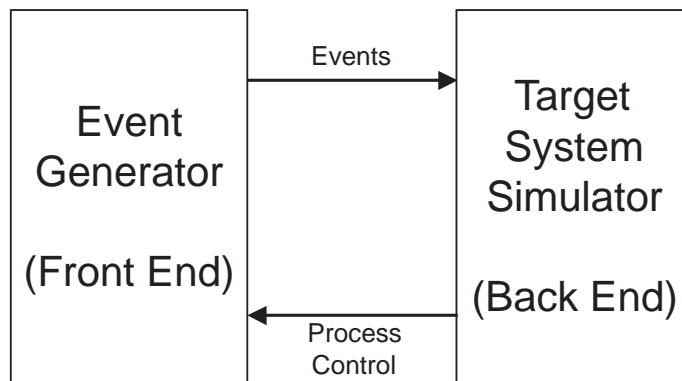 Event
Generator
(Front End)
Events
Process
Control
Target
System
Simulator
(Back End)